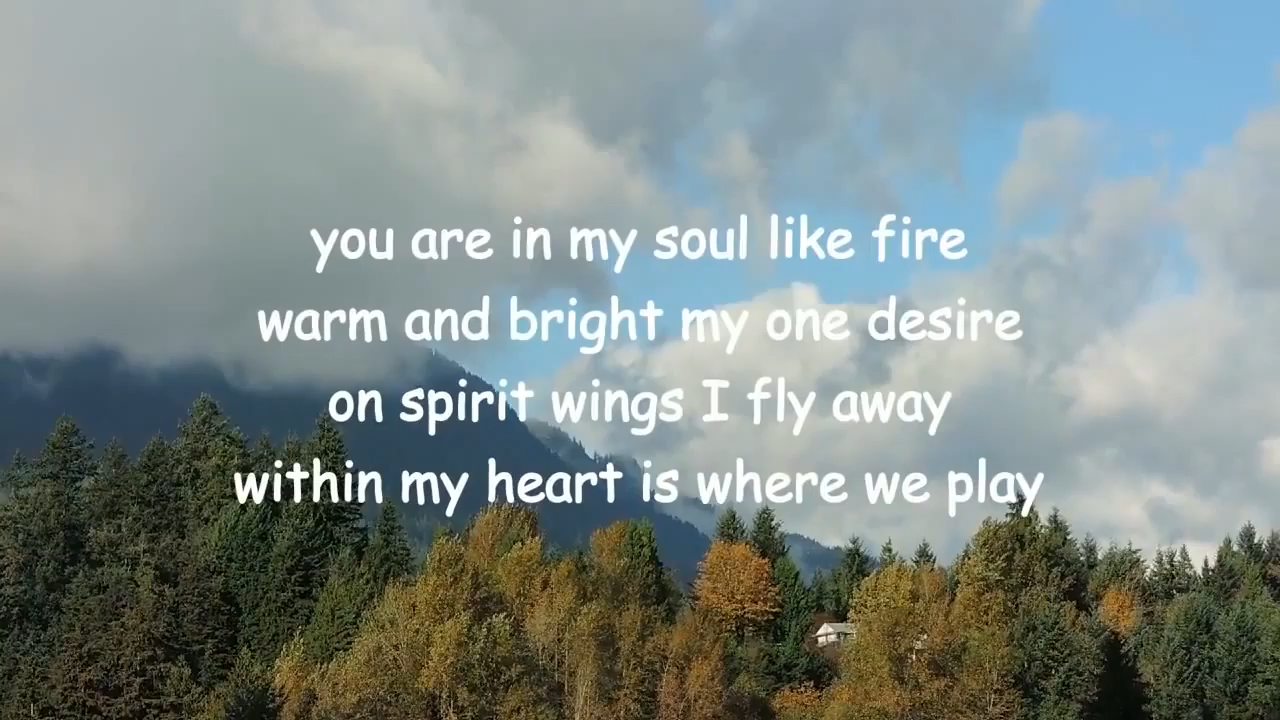 you are in my soul like fire
warm and bright my one desire
on spirit wings I fly away
within my heart is where we play